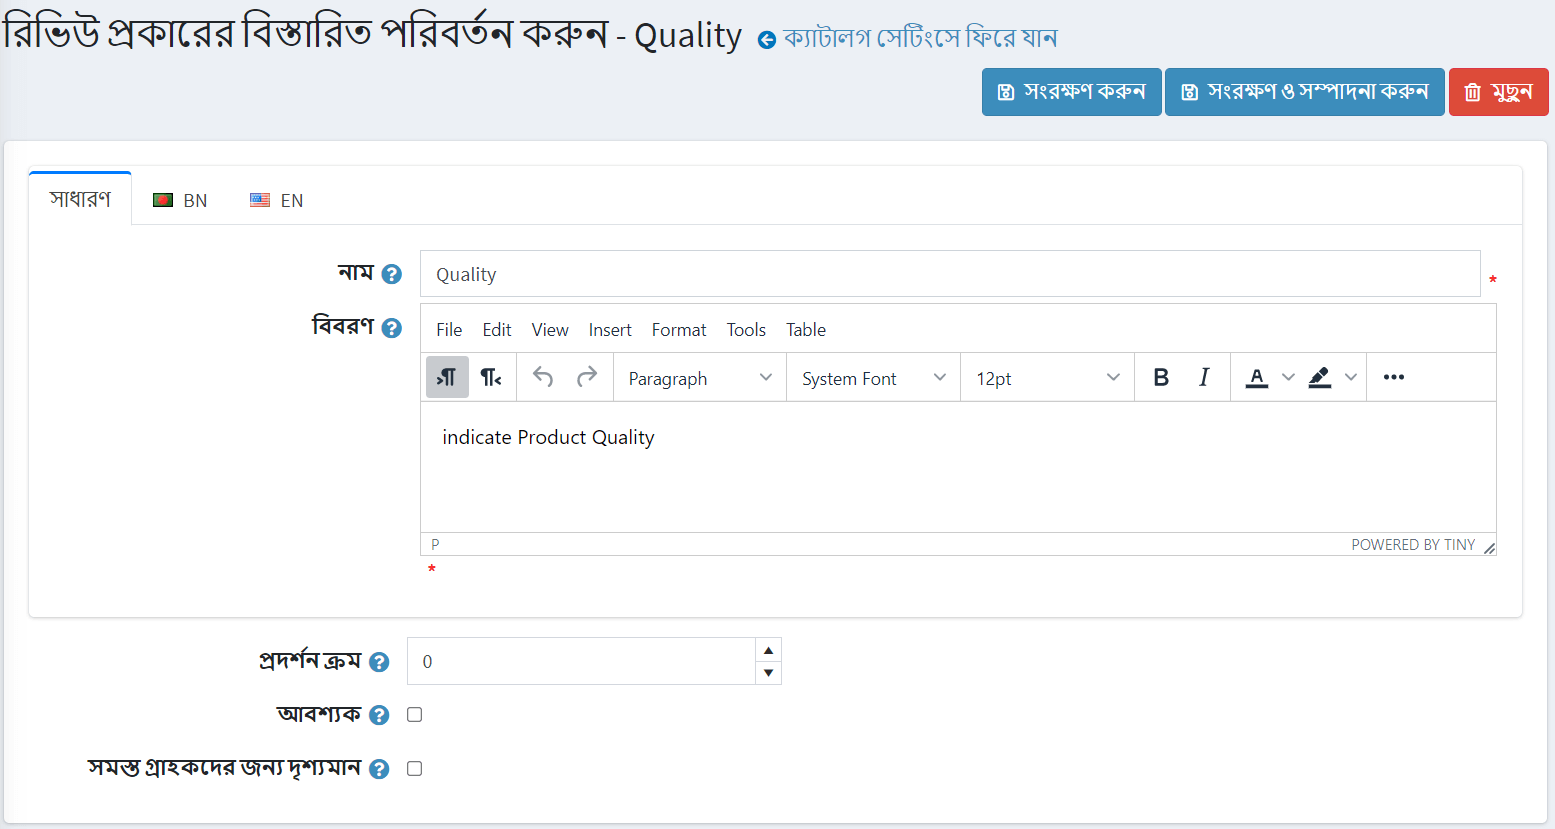 রিভিউ প্রকারের বিস্তারিত পরিবর্তন করুন - Quality ক্যাটালগ সেটিংসে ফিরে যান
সংরক্ষণ করুন সংরক্ষণ ও সম্পাদনা করুন মুছুন
সাধারণ BN EN
নাম Quality *
বিবরণ File Edit View Insert Format Tools Table
Paragraph System Font 12pt B I A
indicate Product Quality
P POWERED BY TINY
*
প্রদর্শন ক্রম 0
আবশ্যক
সমস্ত গ্রাহকদের জন্য দৃশ্যমান